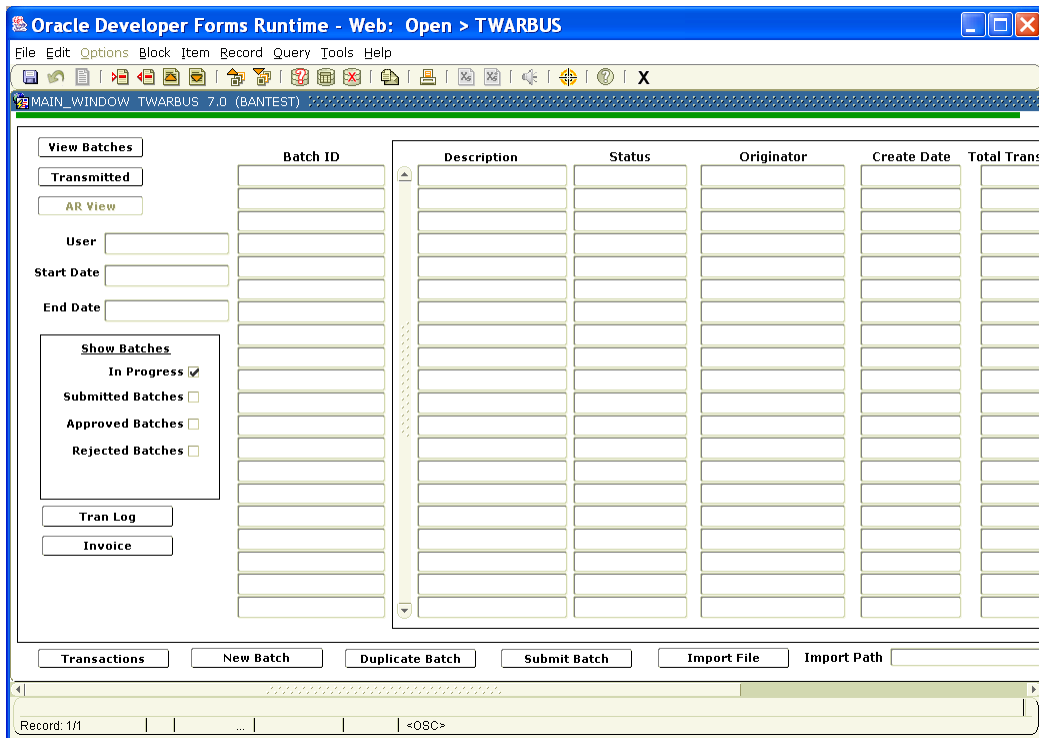 Oracle Developer Forms Runtime - Web: Open > TWARBUS
File Edit Options Block Item Record Query Tools Help
MAIN_WINDOW TWARBUS 7.0 (BANTEST)
View Batches
Transmitted
AR View
User
Start Date
End Date
Show Batches
In Progress
Submitted Batches
Approved Batches
Rejected Batches
Tran Log
Invoice
Batch ID Description Status Originator Create Date Total Trans
Transactions New Batch Duplicate Batch Submit Batch Import File Import Path
Record: 1/1 ... <OSC>